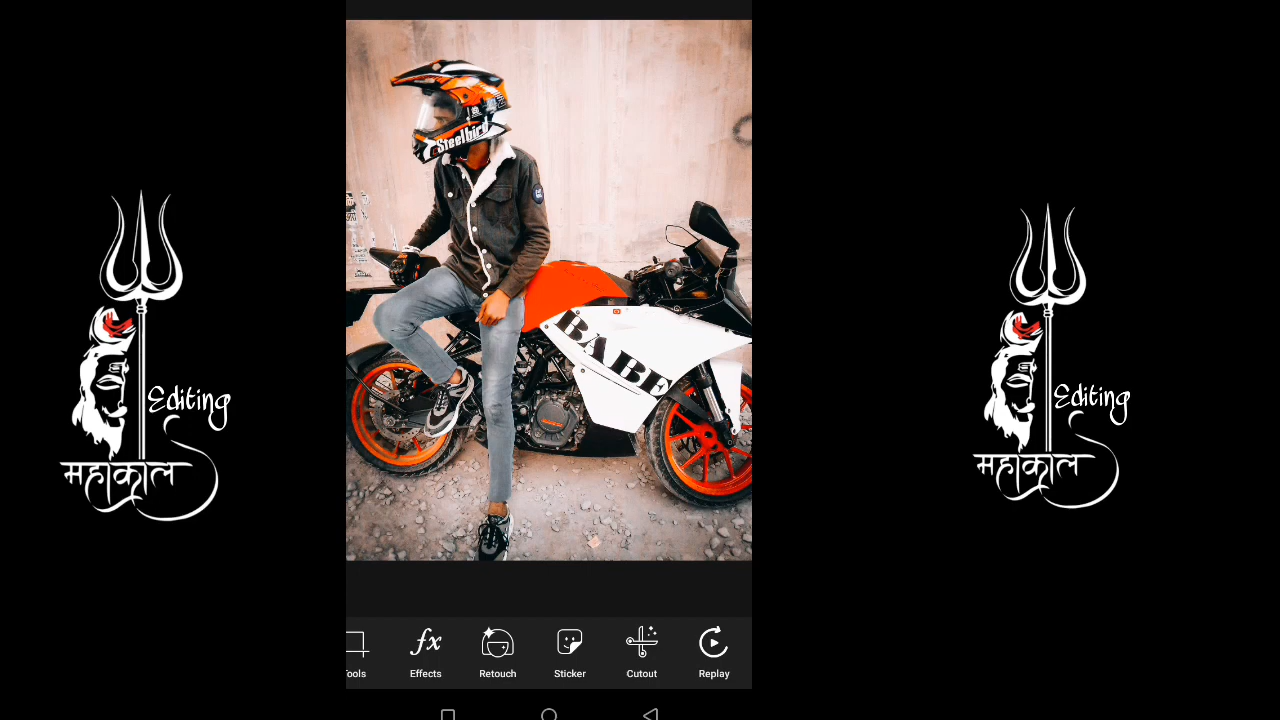 Steelbird
BABE
Editing
महाकाल
Editing
महाकाल
Tools
Effects
Retouch
Sticker
Cutout
Replay